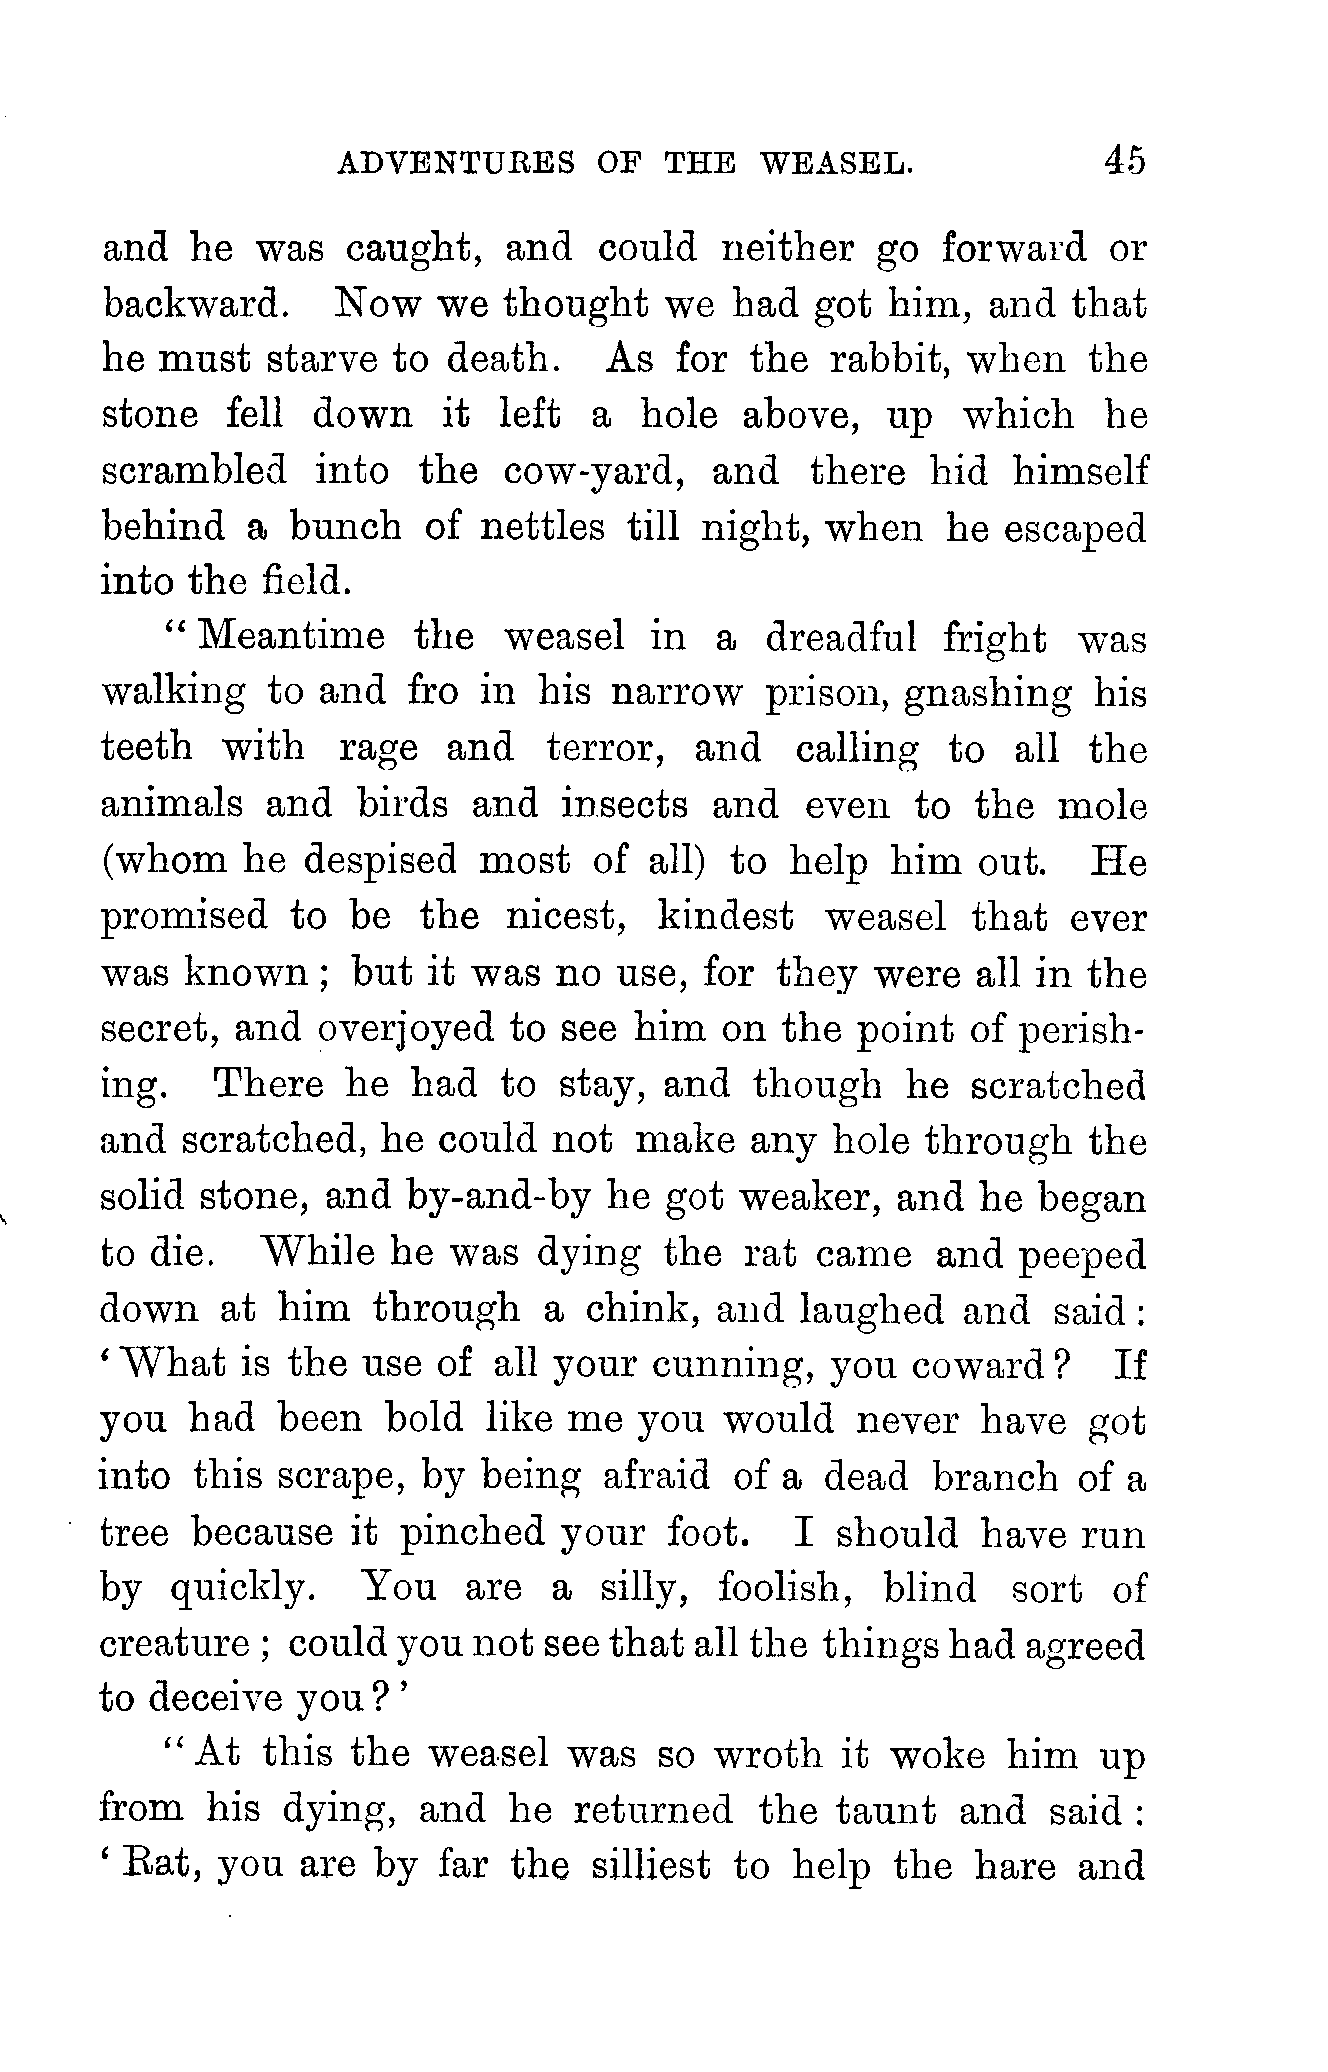 ADVENTURES OF THE WEASEL. 45
and he was caught, and could neither go forward or
backward. Now we thought we had got him, and that
he must starve to death. As for the rabbit, when the
stone fell down it left a hole above, up which he
scrambled into the cow-yard, and there hid himself
behind a bunch of nettles till night, when he escaped
into the field.
“Meantime the weasel in a dreadful fright was
walking to and fro in his narrow prison, gnashing his
teeth with rage and terror, and calling to all the
animals and birds and insects and even to the mole
(whom he despised most of all) to help him out. He
promised to be the nicest, kindest weasel that ever
was known; but it was no use, for they were all in the
secret, and overjoyed to see him on the point of perish-
ing. There he had to stay, and though he scratched
and scratched, he could not make any hole through the
solid stone, and by-and-by he got weaker, and he began
to die. While he was dying the rat came and peeped
down at him through a chink, and laughed and said:
‘What is the use of all your cunning, you coward? If
you had been bold like me you would never have got
into this scrape, by being afraid of a dead branch of a
tree because it pinched your foot. I should have run
by quickly. You are a silly, foolish, blind sort of
creature; could you not see that all the things had agreed
to deceive you?’
“At this the weasel was so wroth it woke him up
from his dying, and he returned the taunt and said:
‘Rat, you are by far the silliest to help the hare and